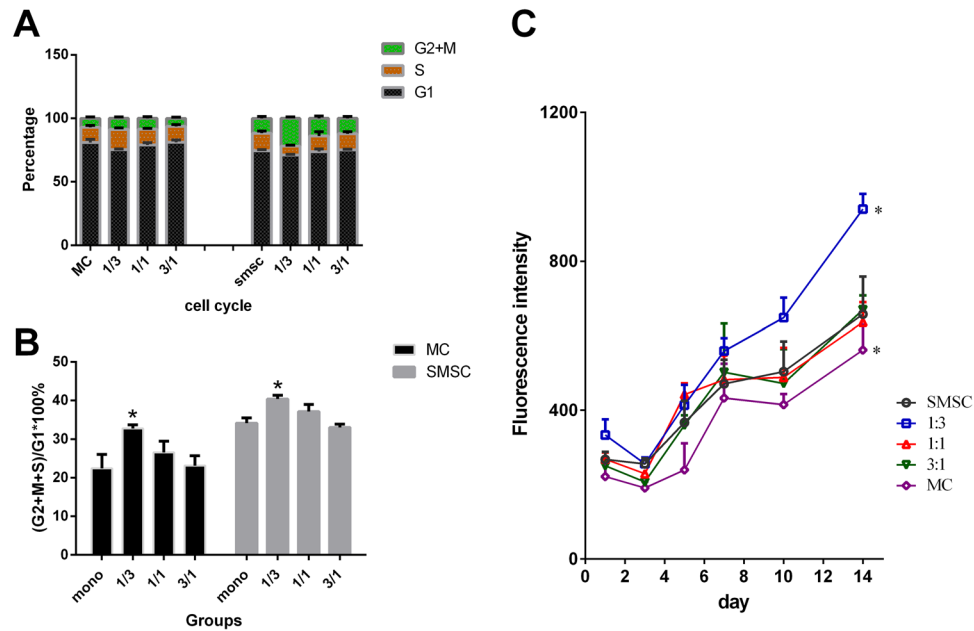 A
G2+M
S
G1
150
100
50
0
Percentage
MC
1/3
1/1
3/1
smsc
1/3
1/1
3/1
cell cycle
B
MC
SMSC
50
40
30
20
10
0
(G2+M+S)/G1*100%
*
*
mono
1/3
1/1
3/1
mono
1/3
1/1
3/1
Groups
C
1200
800
400
0
Fluorescence intensity
*
*
SMSC
1:3
1:1
3:1
MC
0
2
4
6
8
10
12
14
day